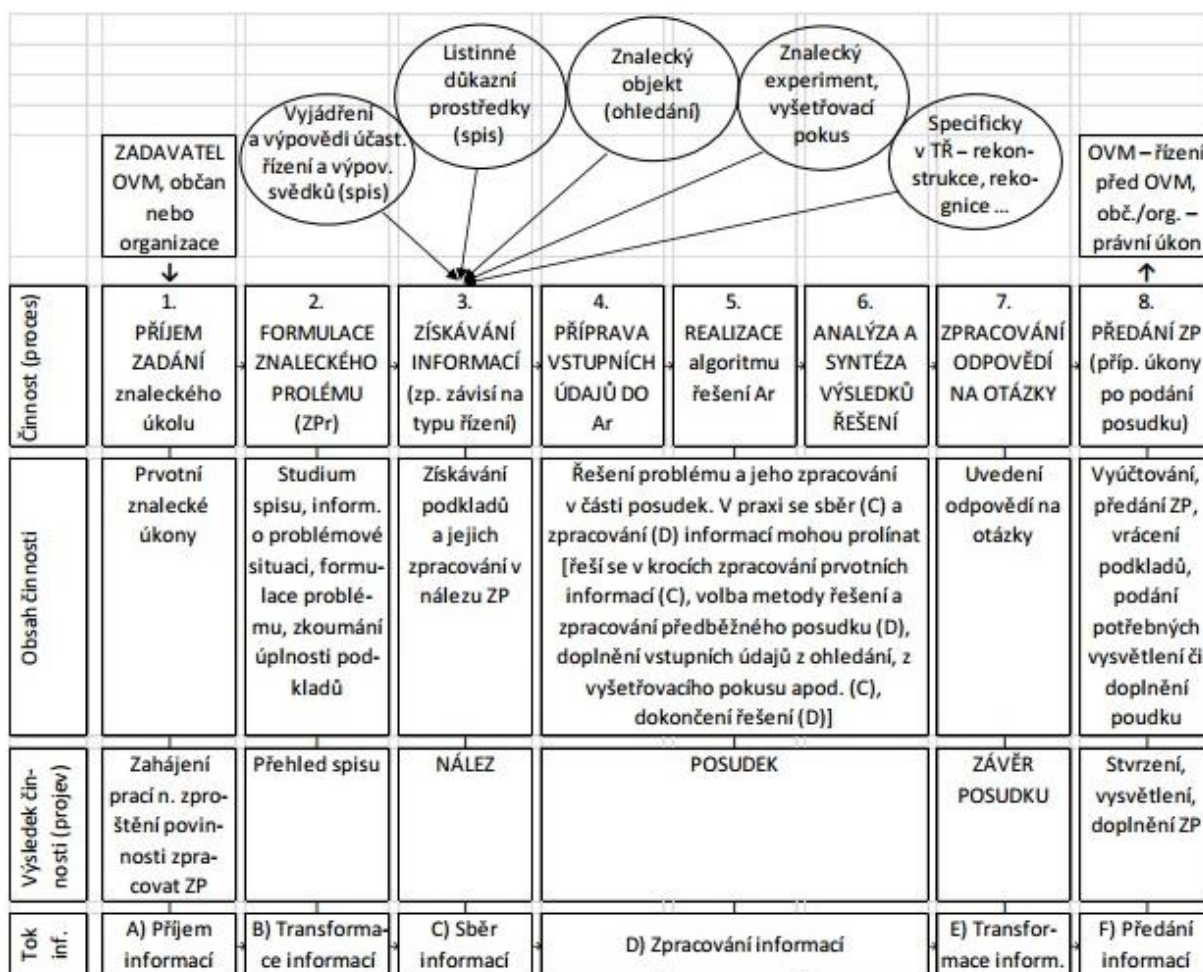 Vyjádření
a výpovědi účast.
řízení a výpov.
svědků (spis)
Listinné
důkazní
prostředky
(spis)
Znalecký
objekt
(ohledání)
Znalecký
experiment,
vyšetřovací
pokus
Specificky
v TŘ – rekon-
strukce, reko-
gnice ...
ZADAVATEL
OVM, občan
nebo
organizace
OVM – řízení
před OVM,
obč./org. –
právní úkon
Činnost (proces)
1.
PŘÍJEM
ZADÁNÍ
znaleckého
úkolu
2.
FORMULACE
ZNALECKÉHO
PROLÉMU
(ZPr)
3.
ZÍSKÁVÁNÍ
INFORMACÍ
(zp. závisí na
typu řízení)
4.
PŘÍPRAVA
VSTUPNÍCH
ÚDAJŮ DO
Ar
5.
REALIZACE
algoritmu
řešení Ar
6.
ANALÝZA A
SYNTÉZA
VÝSLEDKŮ
ŘEŠENÍ
7.
ZPRACOVÁNÍ
ODPOVĚDÍ
NA OTÁZKY
8.
PŘEDÁNÍ ZP
(příp. úkony
po podání
posudku)
Obsah činnosti
Prvotní
znalecké
úkony
Studium
spisu, inform.
o problémové
situaci, formu-
lace problé-
mu, zkoumání
úplnosti pod-
kladů
Získávání
podkladů
a jejich
zpracování v
nálezu ZP
Řešení problému a jeho zpracování
v části posudek. V praxi se sběr (C) a
zpracování (D) informací mohou prolínat
[řeší se v krocích zpracování prvotních
informací (C), volba metody řešení a
zpracování předběžného posudku (D),
doplnění vstupních údajů z ohledání, z
vyšetřovacího pokusu apod. (C),
dokončení řešení (D)]
Uvedení
odpovědí na
otázky
Vyúčtování,
předání ZP,
vrácení
podkladů,
podání
potřebných
vysvětlení či
doplnění
poudku
Výsledek čin-
nosti (projev)
Zahájení
prací n. zpro-
štění povin-
nosti zpra-
covat ZP
Přehled spisu
NÁLEZ
POSUDEK
ZÁVĚR
POSUDKU
Stvrzení,
vysvětlení,
doplnění ZP
Tok
inf.
A) Příjem
informací
B) Transforma-
ce informací
C) Sběr
informací
D) Zpracování informací
E) Transfor-
mace inform.
F) Předání
informací